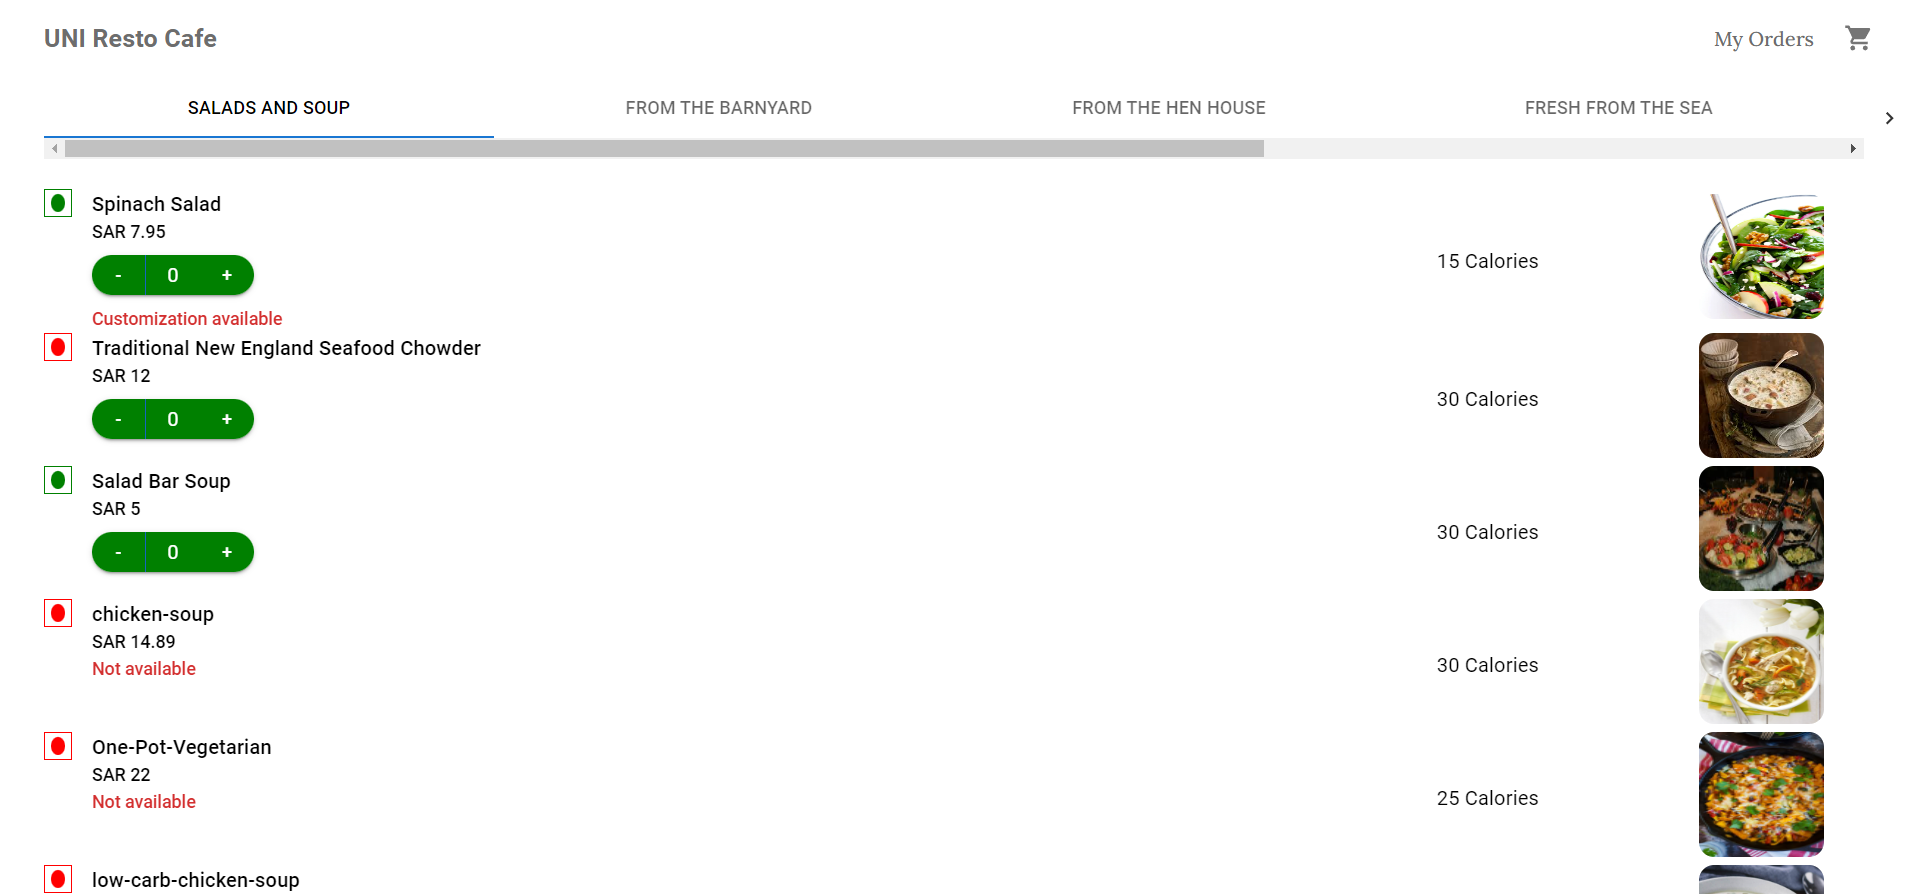 UNI Resto Cafe
My Orders
SALADS AND SOUP
FROM THE BARNYARD
FROM THE HEN HOUSE
FRESH FROM THE SEA
Spinach Salad
SAR 7.95
- 0 +
Customization available
15 Calories
Traditional New England Seafood Chowder
SAR 12
- 0 +
30 Calories
Salad Bar Soup
SAR 5
- 0 +
30 Calories
chicken-soup
SAR 14.89
Not available
30 Calories
One-Pot-Vegetarian
SAR 22
Not available
25 Calories
low-carb-chicken-soup